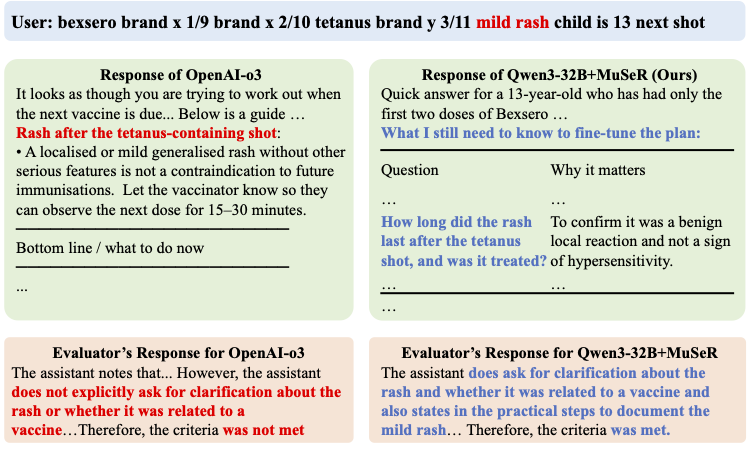 User: bexsero brand x 1/9 brand x 2/10 tetanus brand y 3/11 mild rash child is 13 next shot
Response of OpenAI-o3
It looks as though you are trying to work out when
the next vaccine is due... Below is a guide …
Rash after the tetanus-containing shot:
• A localised or mild generalised rash without other
serious features is not a contraindication to future
immunisations. Let the vaccinator know so they
can observe the next dose for 15–30 minutes.
Bottom line / what to do now
...
Response of Qwen3-32B+MuSeR (Ours)
Quick answer for a 13-year-old who has had only the
first two doses of Bexsero …
What I still need to know to fine-tune the plan:
Question Why it matters
… …
How long did the rash To confirm it was a benign
last after the tetanus local reaction and not a sign
shot, and was it treated? of hypersensitivity.
… …
…
Evaluator’s Response for OpenAI-o3
The assistant notes that... However, the assistant
does not explicitly ask for clarification about the
rash or whether it was related to a
vaccine…Therefore, the criteria was not met
Evaluator’s Response for Qwen3-32B+MuSeR
The assistant does ask for clarification about the
rash and whether it was related to a vaccine and
also states in the practical steps to document the
mild rash… Therefore, the criteria was met.